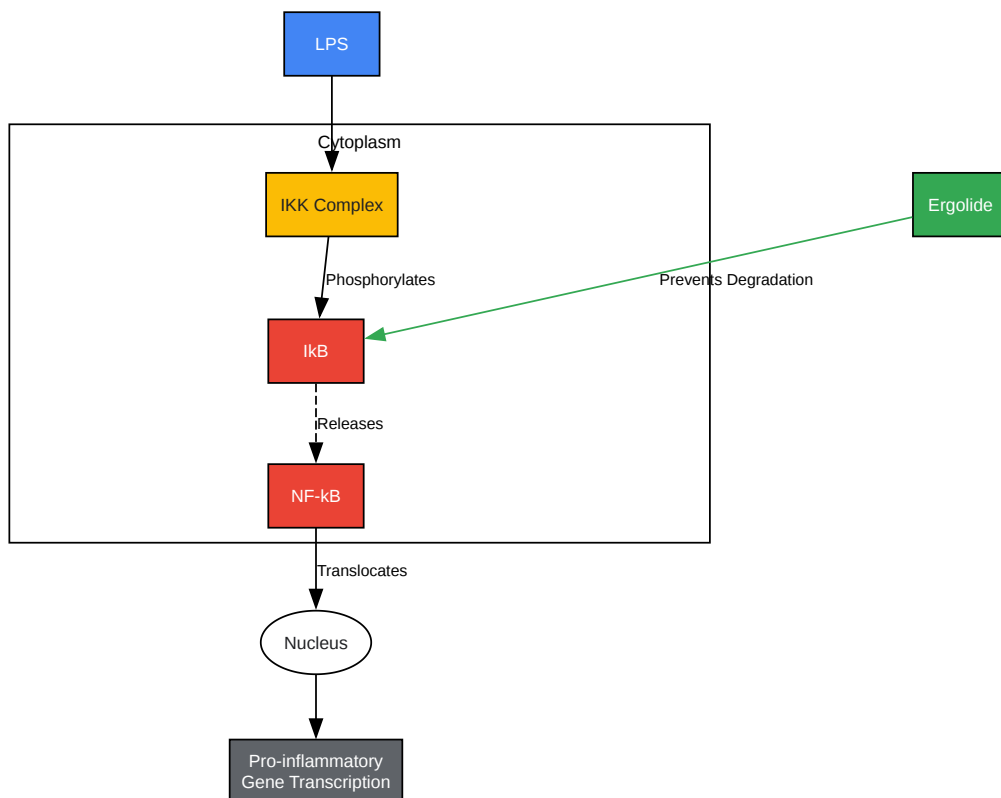 LPS
Cytoplasm
IKK Complex
Ergolide
Phosphorylates
Prevents Degradation
IkB
Releases
NF-kB
Translocates
Nucleus
Pro-inflammatory
Gene Transcription